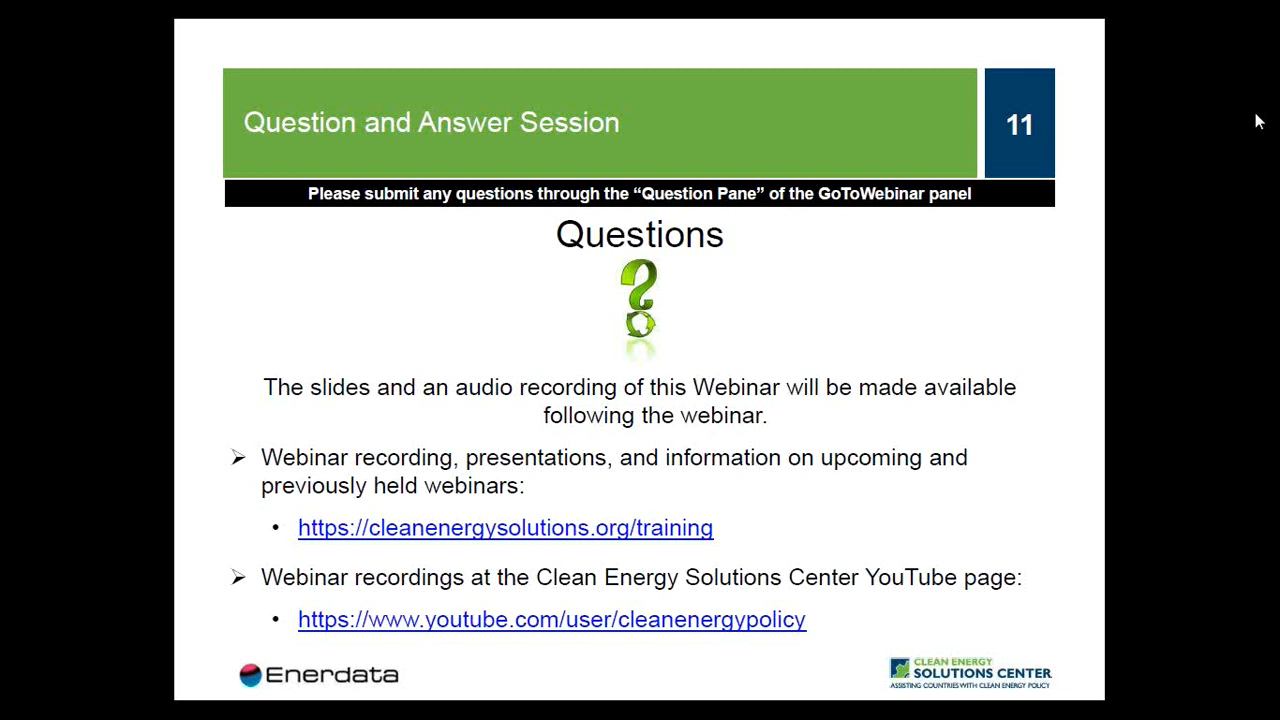 Question and Answer Session
11
Please submit any questions through the “Question Pane” of the GoToWebinar panel
Questions
The slides and an audio recording of this Webinar will be made available
following the webinar.
➢ Webinar recording, presentations, and information on upcoming and
previously held webinars:
• https://cleanenergysolutions.org/training
➢ Webinar recordings at the Clean Energy Solutions Center YouTube page:
• https://www.youtube.com/user/cleanenergypolicy
Enerdata
CLEAN ENERGY
SOLUTIONS CENTER
ASSISTING COUNTRIES WITH CLEAN ENERGY POLICY